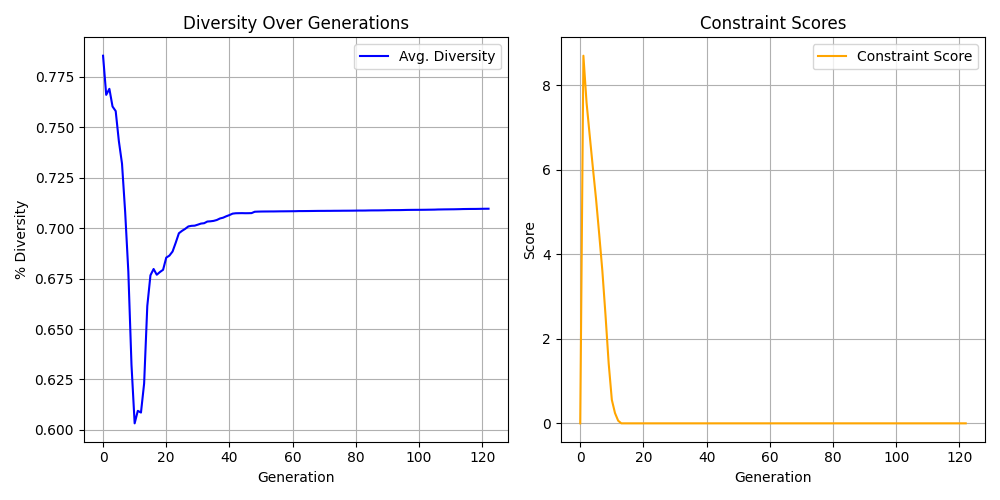 Diversity Over Generations
Avg. Diversity
% Diversity
0.775
0.750
0.725
0.700
0.675
0.650
0.625
0.600
0 20 40 60 80 100 120
Generation
Constraint Scores
Constraint Score
Score
8
6
4
2
0
0 20 40 60 80 100 120
Generation